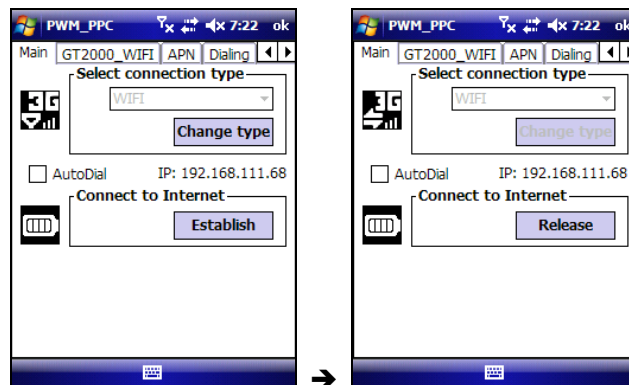 PWM_PPC 7:22 ok
Main GT2000_WIFI APN Dialing
Select connection type
3G WIFI
Change type
AutoDial IP: 192.168.111.68
Connect to Internet
Establish
➔
PWM_PPC 7:22 ok
Main GT2000_WIFI APN Dialing
Select connection type
3G WIFI
Change type
AutoDial IP: 192.168.111.68
Connect to Internet
Release